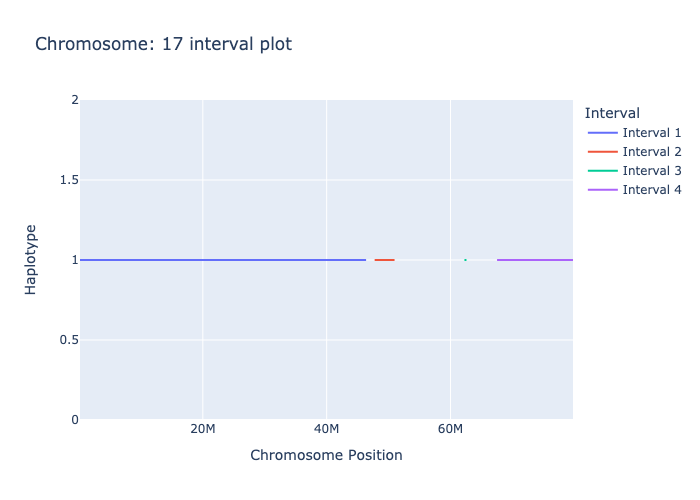 Chromosome: 17 interval plot
2
1.5
1
0.5
0
Haplotype
20M
40M
60M
Chromosome Position
Interval
Interval 1
Interval 2
Interval 3
Interval 4